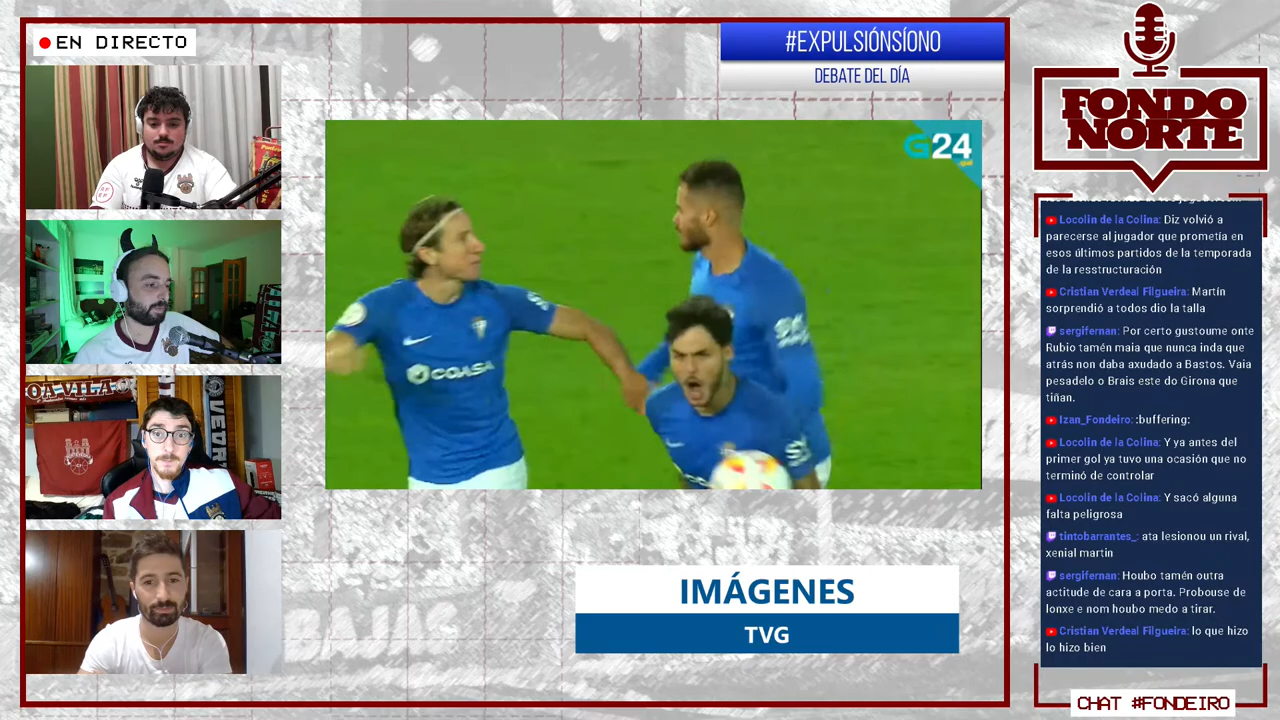 EN DIRECTO
#EXPULSIÓNSÍONO
DEBATE DEL DÍA
G24
COASA
OA VILA
IMÁGENES
TVG
FONDO
NORTE
Locolin de la Colina: Diz volvió a
parecerse al jugador que prometía en
esos últimos partidos de la temporada
de la resstructuración
Cristian Verdeal Filgueira: Martín
sorprendió a todos dio la talla
sergifernan: Por certo gustoume onte
Rubio tamén maia que nunca inda que
atrás non daba axudado a Bastos. Vaia
pesadelo o Brais este do Girona que
tiñan.
Izan_Fondeiro: :buffering:
Locolin de la Colina: Y ya antes del
primer gol ya tuvo una ocasión que no
terminó de controlar
Locolin de la Colina: Y sacó alguna
falta peligrosa
tintobarrantes_: ata lesionou un rival,
xenial martin
sergifernan: Houbo tamén outra
actitude de cara a porta. Probouse de
lonxe e nom houbo medo a tirar.
Cristian Verdeal Filgueira: lo que hizo
lo hizo bien
CHAT #FONDEIRO